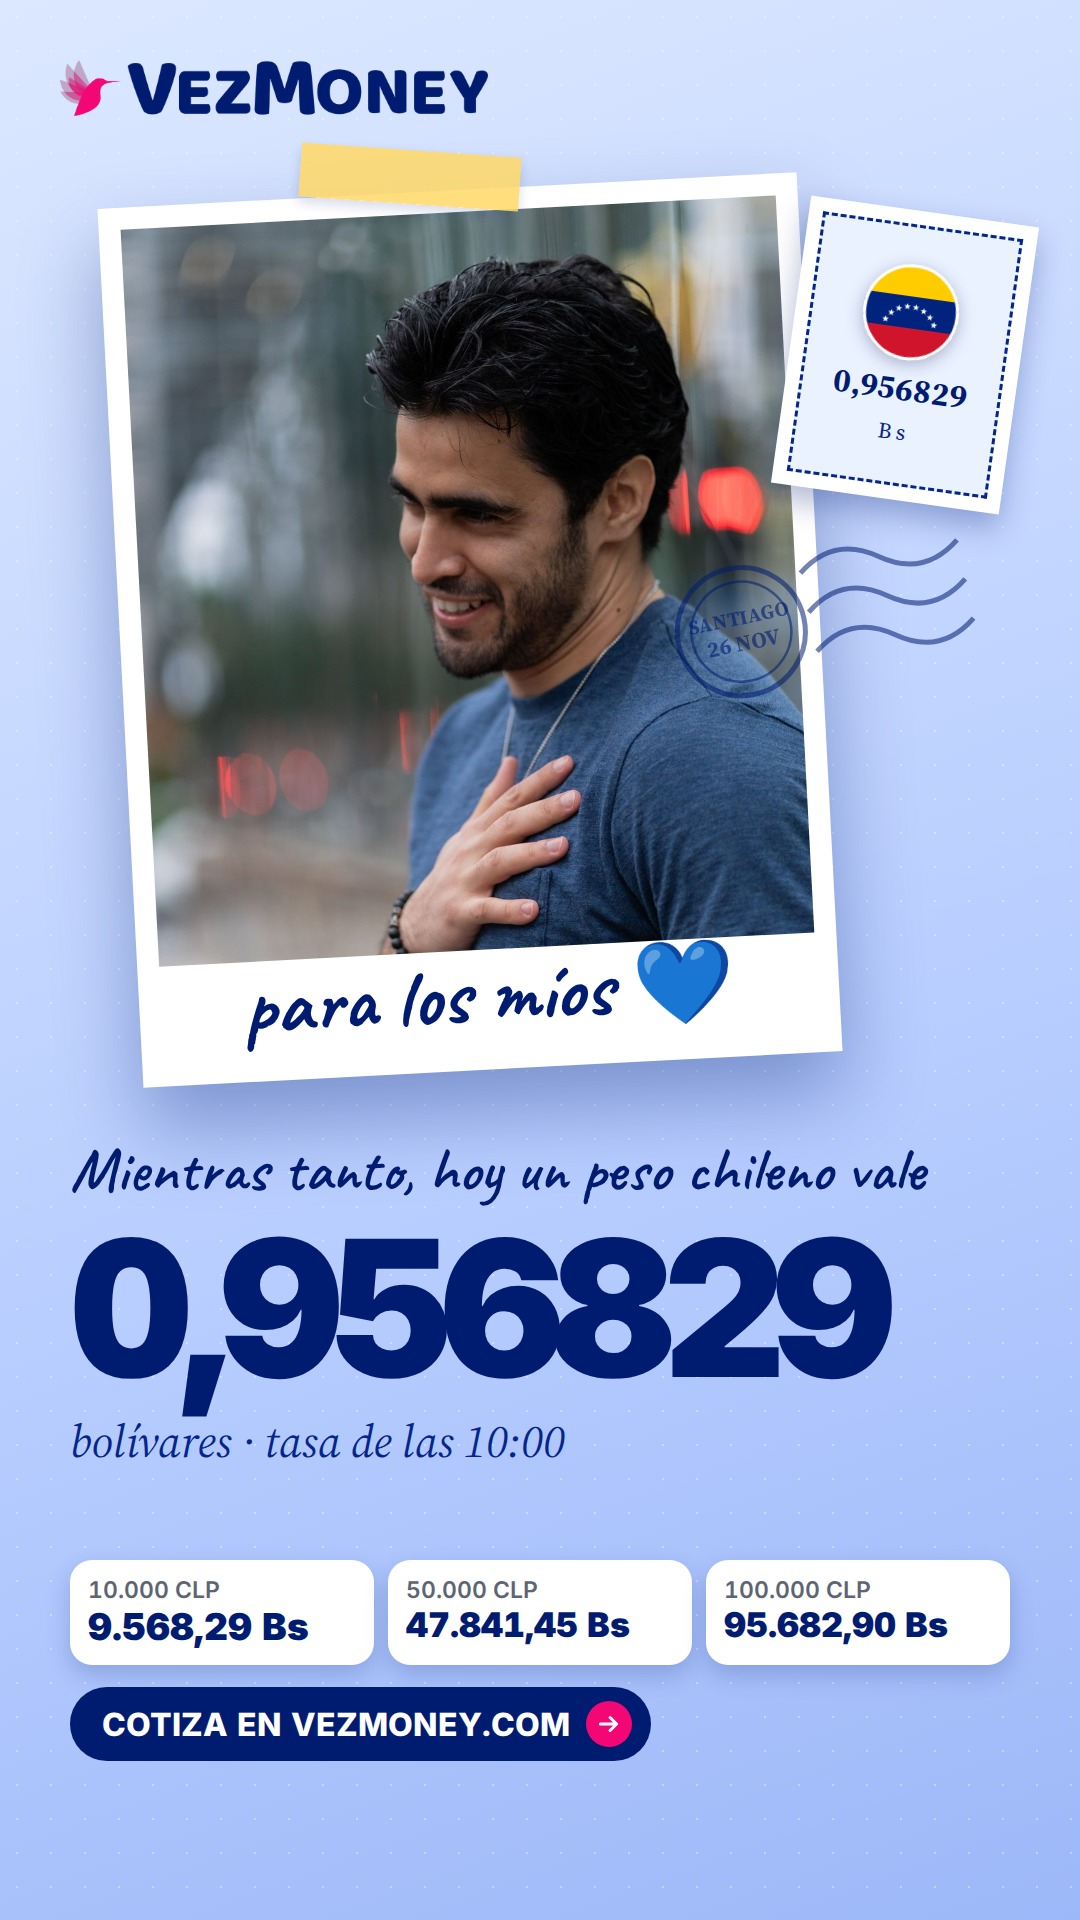 VEZMONEY
0,956829
Bs
SANTIAGO
26 NOV
para los míos 💙
Mientras tanto, hoy un peso chileno vale
0,956829
bolívares · tasa de las 10:00
10.000 CLP
9.568,29 Bs
50.000 CLP
47.841,45 Bs
100.000 CLP
95.682,90 Bs
COTIZA EN VEZMONEY.COM →